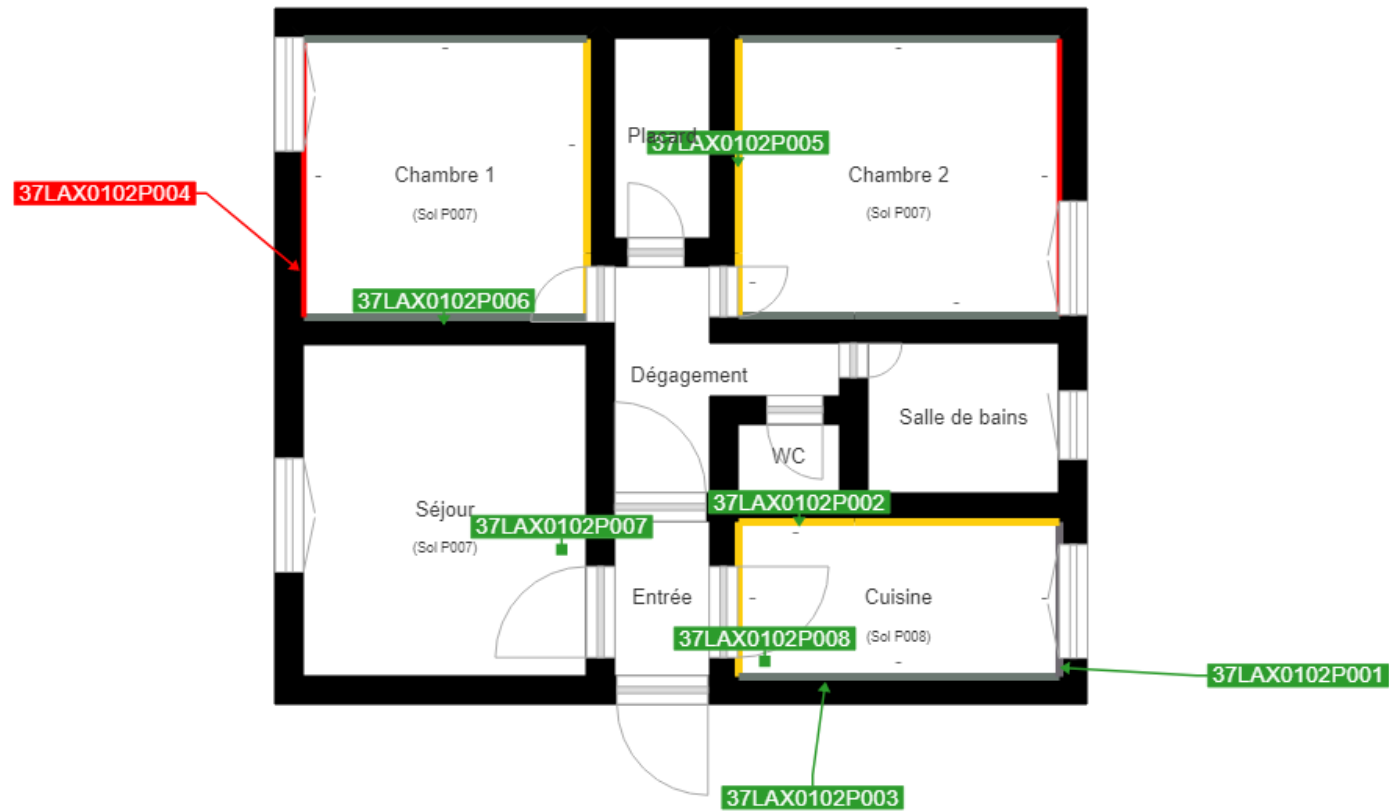 Placard
37LAX0102P005
Chambre 1
(Sol P007)
Chambre 2
(Sol P007)
37LAX0102P004
37LAX0102P006
Dégagement
Salle de bains
WC
37LAX0102P002
Séjour
37LAX0102P007
(Sol P007)
Entrée
Cuisine
(Sol P008)
37LAX0102P008
37LAX0102P001
37LAX0102P003